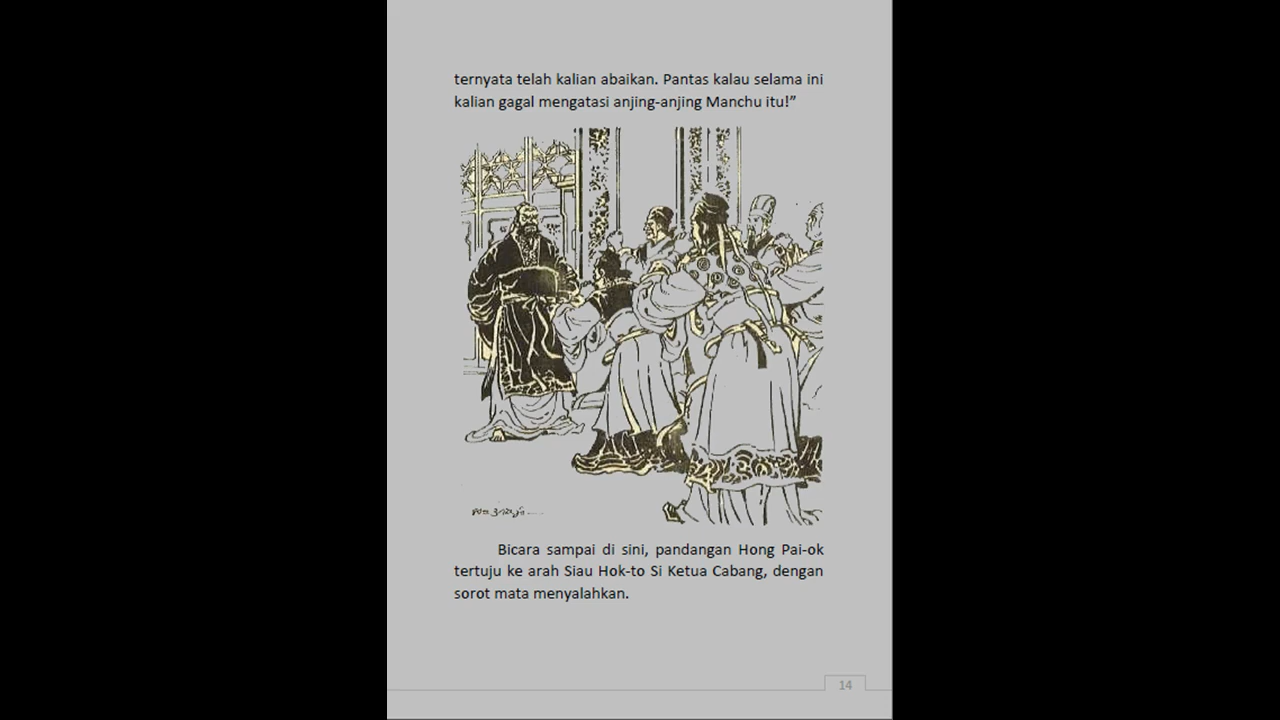 ternyata telah kalian abaikan. Pantas kalau selama ini
kalian gagal mengatasi anjing-anjing Manchu itu!”
Bicara sampai di sini, pandangan Hong Pai-ok
tertuju ke arah Siau Hok-to Si Ketua Cabang, dengan
sorot mata menyalahkan.
14